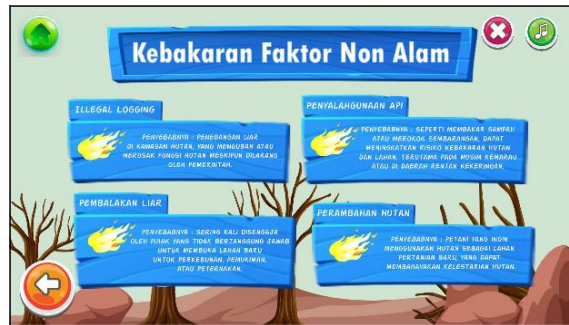 Kebakaran Faktor Non Alam
ILLEGAL LOGGING
PENYEBABNYA : PENEBANGAN LIAR
DI KAWASAN HUTAN, YANG MENGUBAH ATAU
MERUSAK FUNGSI HUTAN MESKIPUN DILARANG
OLEH PEMERINTAH.
PENYALAHGUNAAN API
PENYEBABNYA : SEPERTI MEMBAKAR SAMPAH
ATAU MEROKOK SEMBARANGAN, DAPAT
MENINGKATKAN RISIKO KEBAKARAN HUTAN
DAN LAHAN, TERUTAMA PADA MUSIM KEMARAU
ATAU DI DAERAH RENTAN KEKERINGAN.
PEMBALAKAN LIAR
PENYEBABNYA : SERING KALI DISENGAJA
OLEH PIHAK YANG TIDAK BERTANGGUNG JAWAB
UNTUK MEMBUKA LAHAN BARU
UNTUK PERKEBUNAN, PEMUKIMAN,
ATAU PETERNAKAN.
PERAMBAHAN HUTAN
PENYEBABNYA : PETANI YANG INGIN
MENGGUNAKAN HUTAN SEBAGAI LAHAN
PERTANIAN BARU, YANG DAPAT
MEMBAHAYAKAN KELESTARIAN HUTAN.